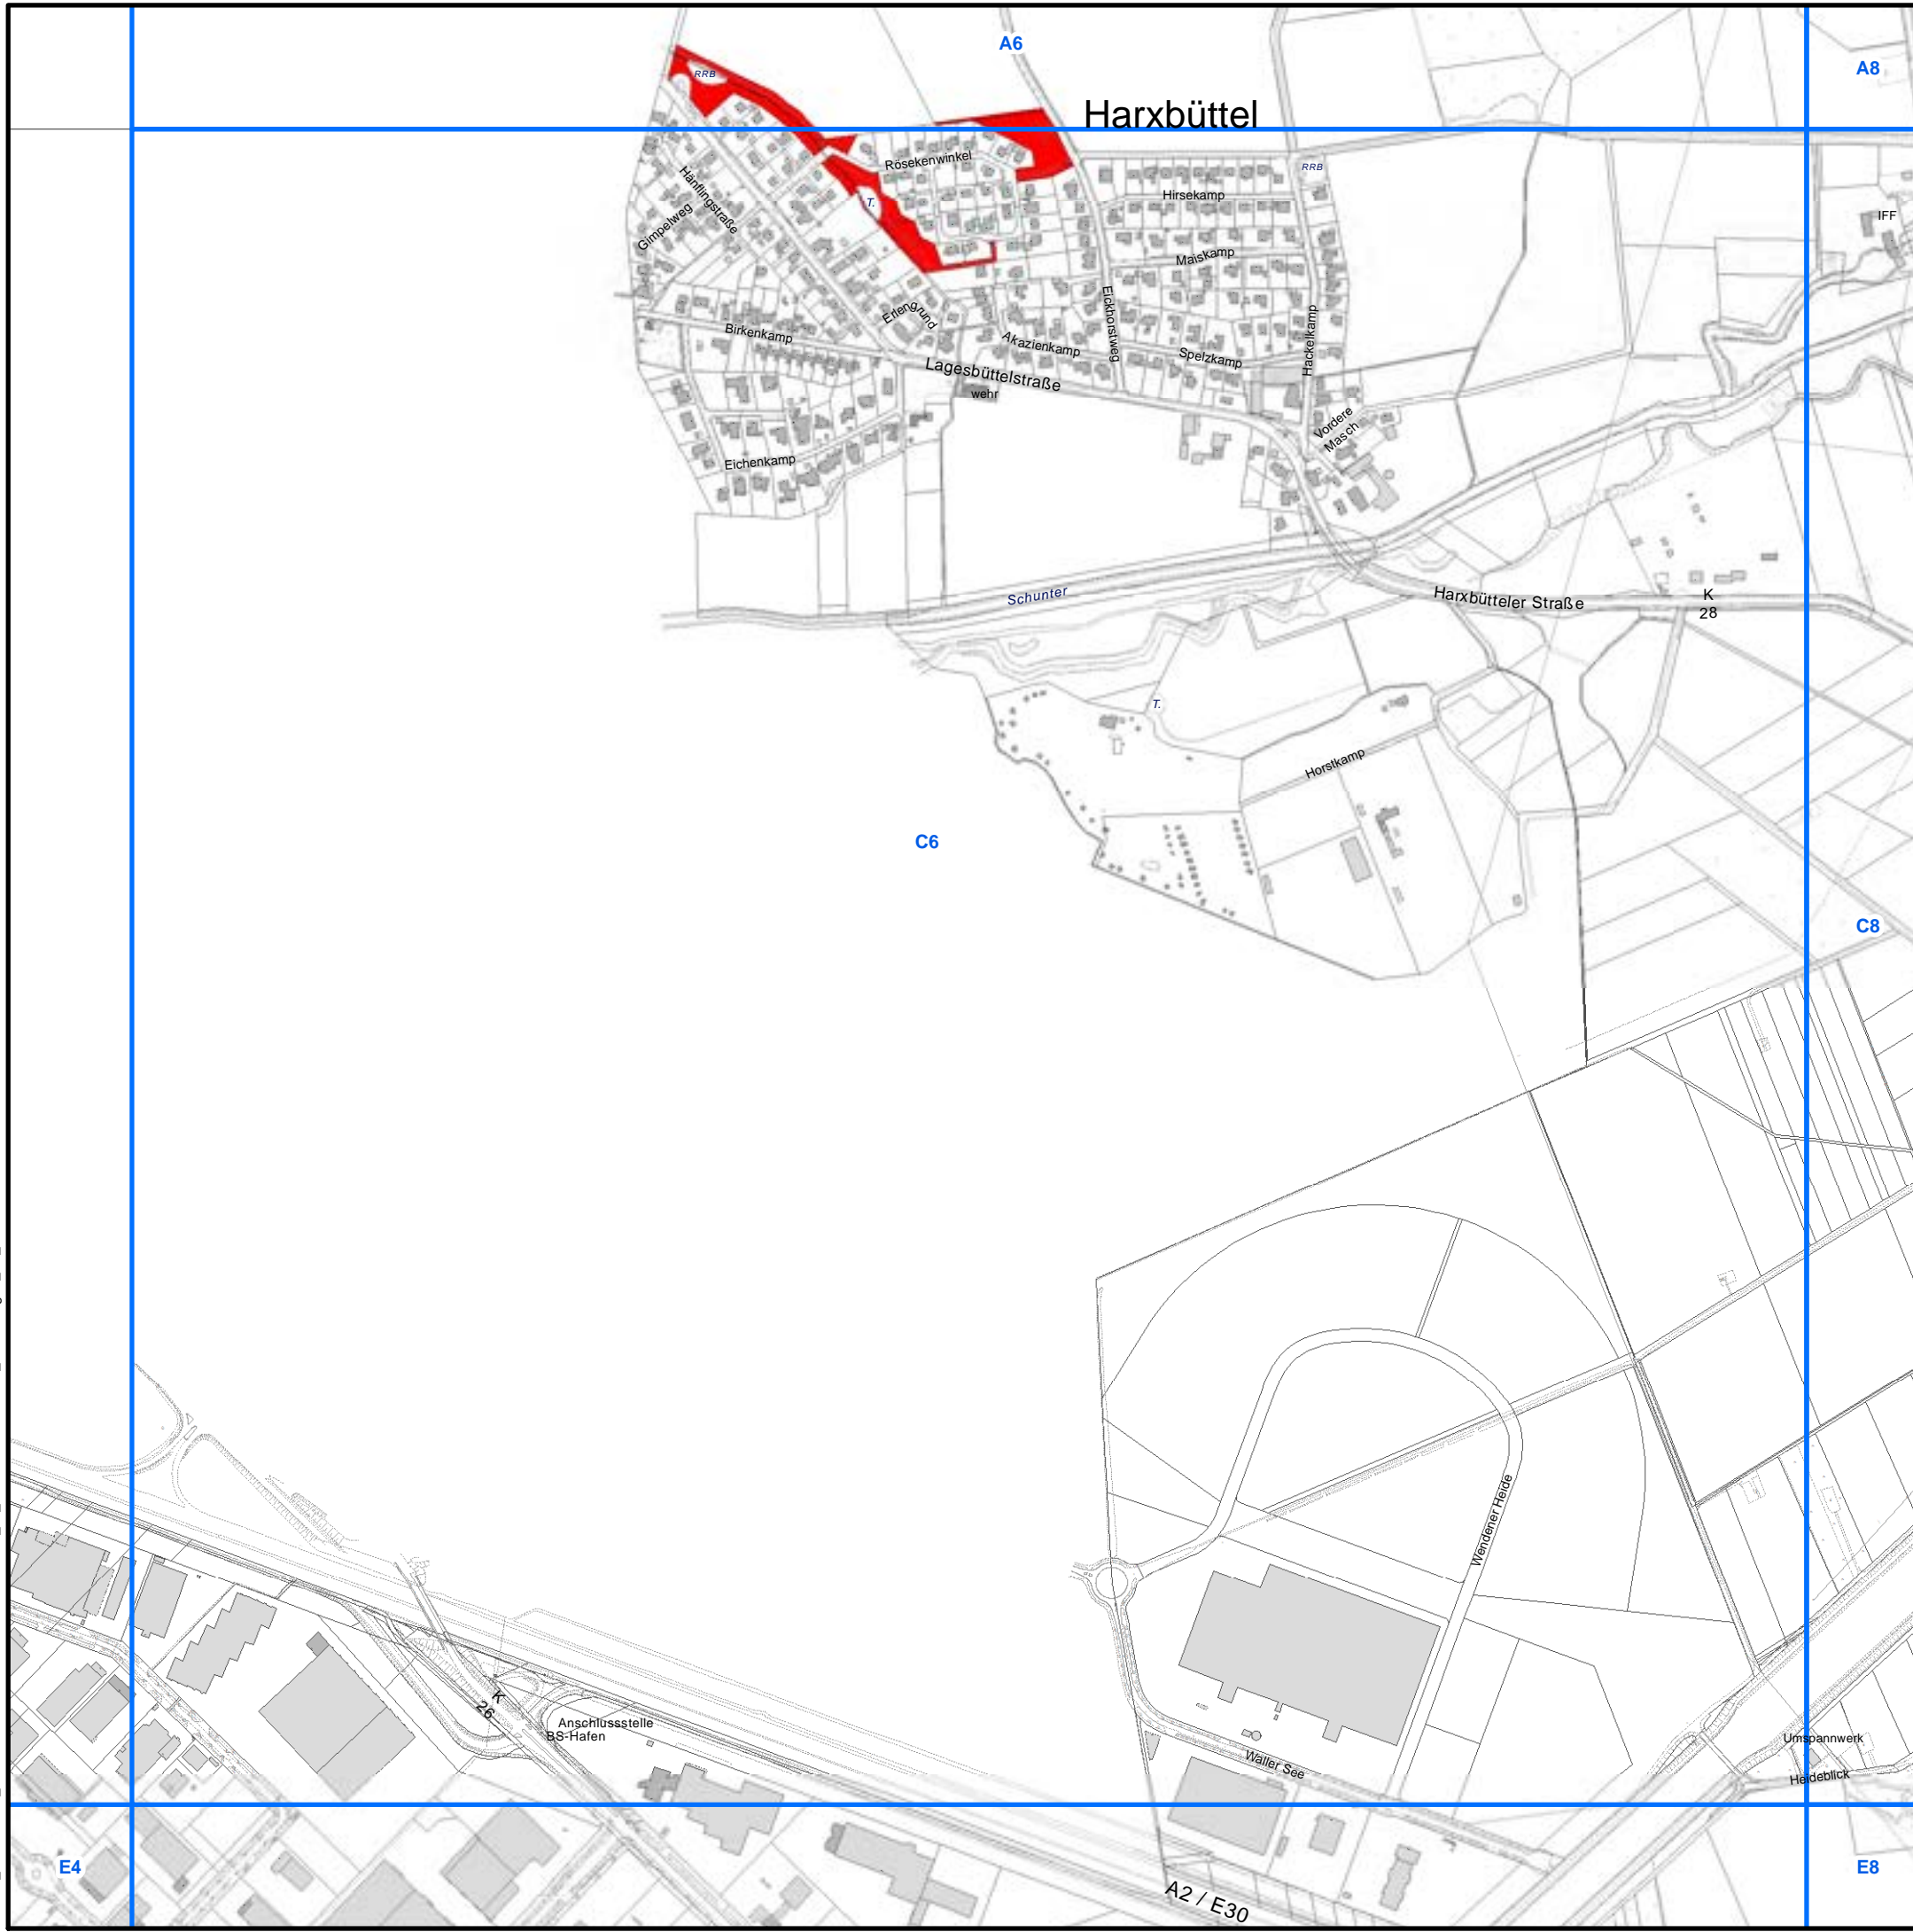 A6
A8
RRB
Harxbüttel
Rösekenwinkel
RRB
Hänflingstraße
Hirsekamp
T.
Gimpelweg
IFF
Maiskamp
Erlengrund
Eickhorstweg
Birkenkamp
Akazienkamp
Spelzkamp
Hackelkamp
Lagesbüttelstraße
wehr
Vordere
Masch
Eichenkamp
Schunter
Harxbütteler Straße
K
28
T.
Horstkamp
C6
C8
Wendener Heide
K
26
Anschlussstelle
BS-Hafen
Waller See
Umspannwerk
Heideblick
E4
E8
A2 / E30